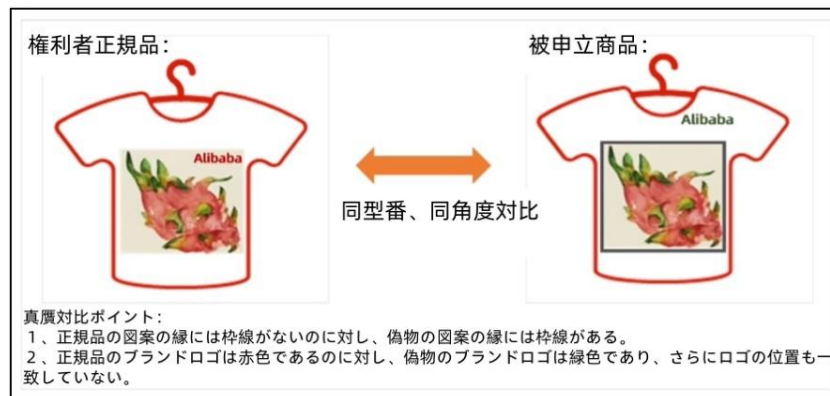 権利者正規品：
被申立商品：
Alibaba
Alibaba
同型番、同角度対比
真贋対比ポイント：
１、正規品の図案の縁には枠線がないのに対し、偽物の図案の縁には枠線がある。
２、正規品のブランドロゴは赤色であるのに対し、偽物のブランドロゴは緑色であり、さらにロゴの位置も一
致していない。